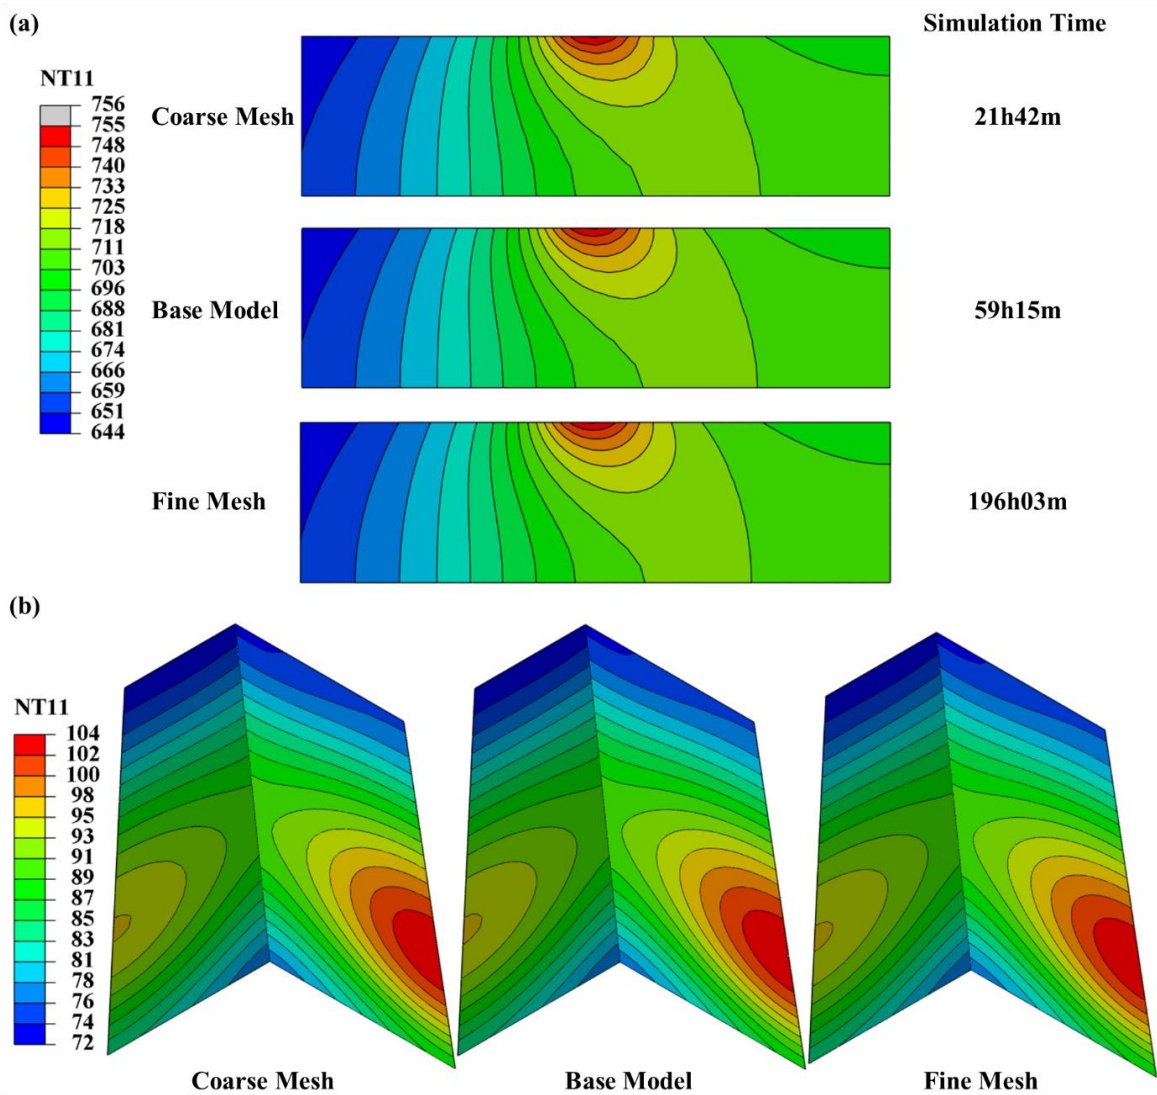 (a)
Simulation Time
NT11
756
755
748
740
733
725
718
711
703
696
688
681
674
666
659
651
644
Coarse Mesh
21h42m
Base Model
59h15m
Fine Mesh
196h03m
(b)
NT11
104
102
100
98
95
93
91
89
87
85
83
81
78
76
74
72
Coarse Mesh
Base Model
Fine Mesh